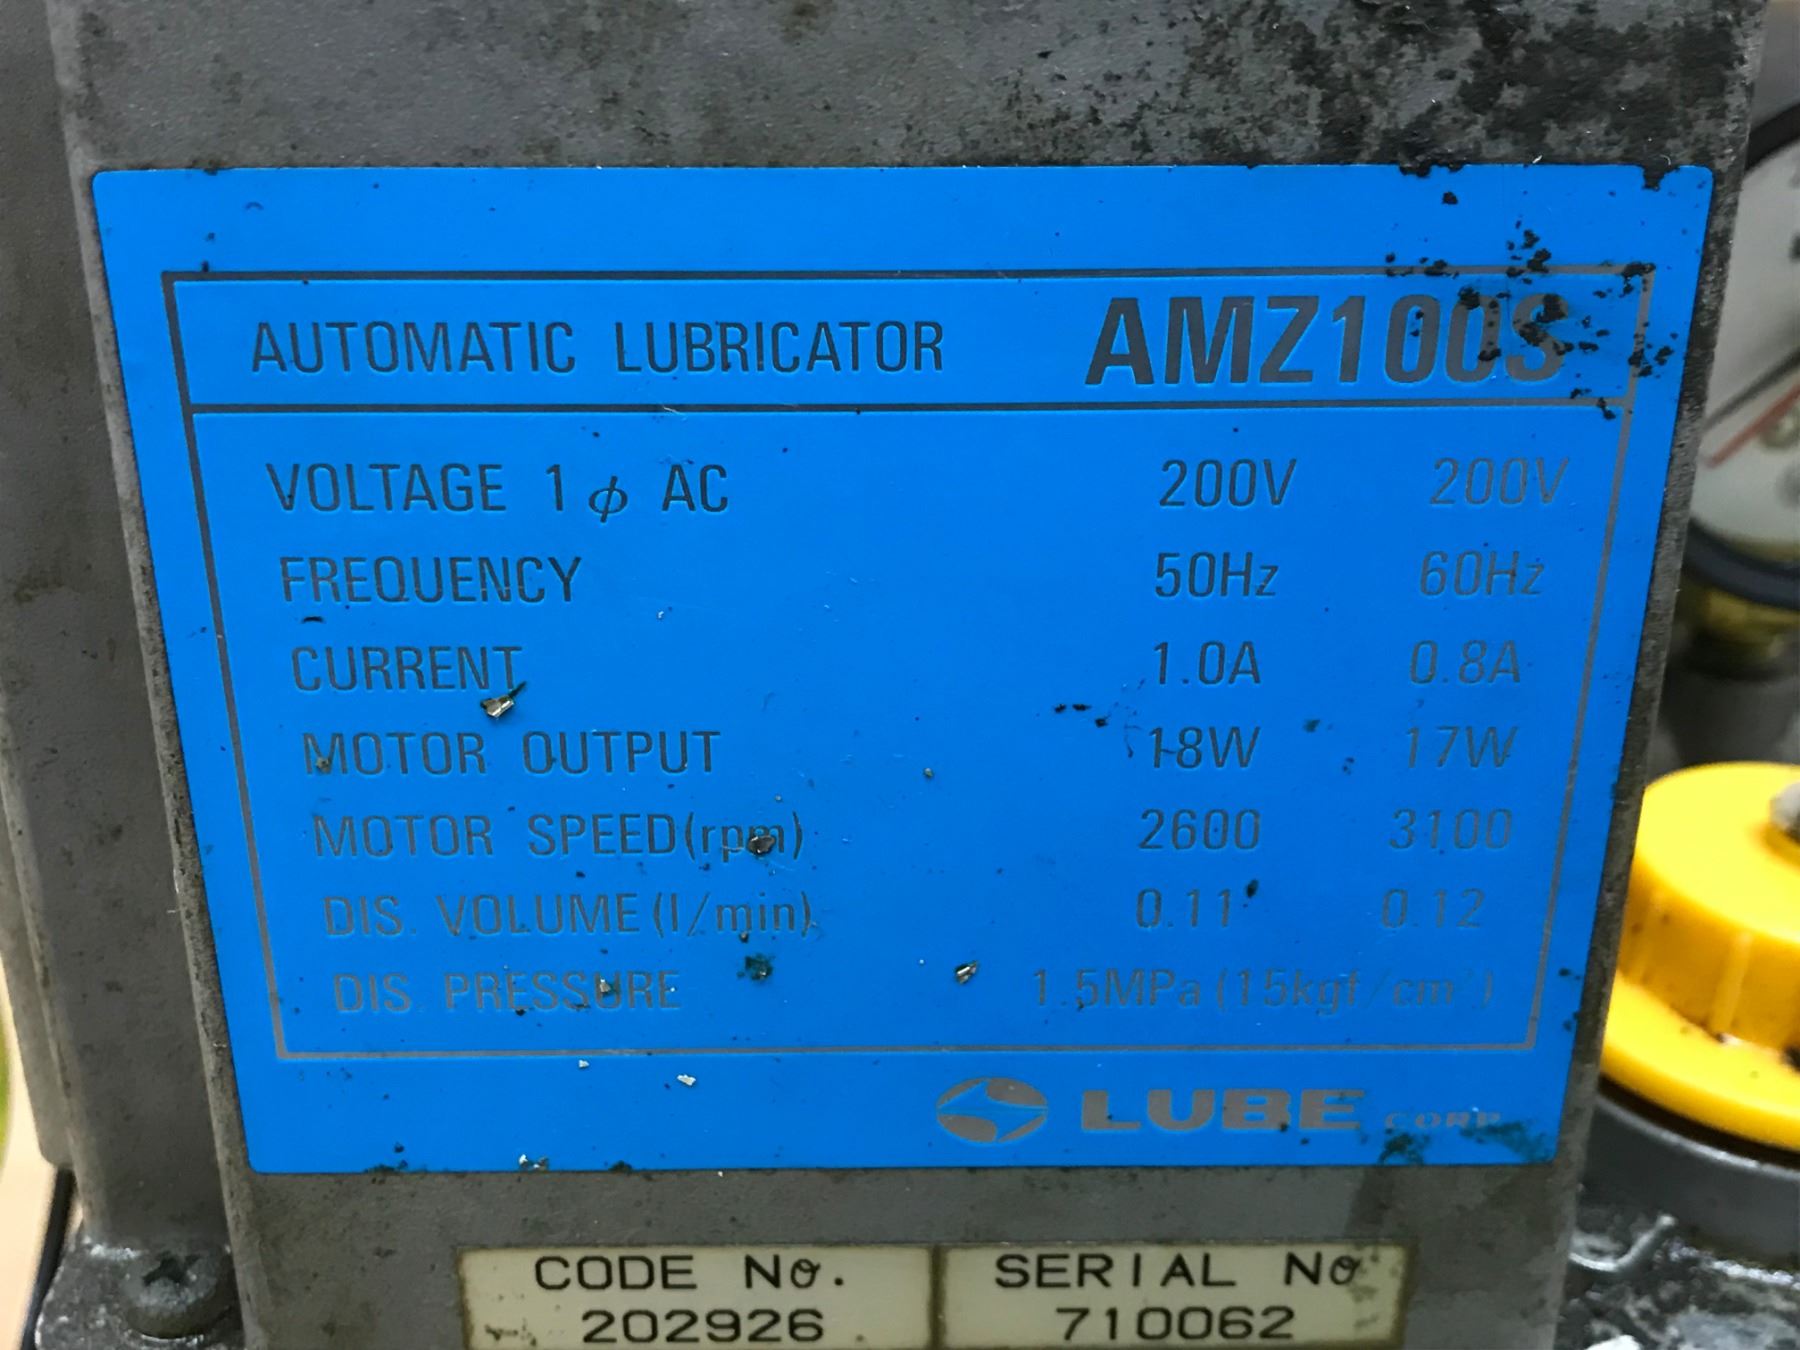 AUTOMATIC LUBRICATOR AMZ100S
VOLTAGE 1φ AC 200V 200V
FREQUENCY 50Hz 60Hz
CURRENT 1.0A 0.8A
MOTOR OUTPUT 18W 17W
MOTOR SPEED(rpm) 2600 3100
DIS. VOLUME(l/min) 0.11 0.12
DIS. PRESSURE 1.5MPa(15kgf/cm²)
LUBE CORP.
CODE No. SERIAL No
202926 710062